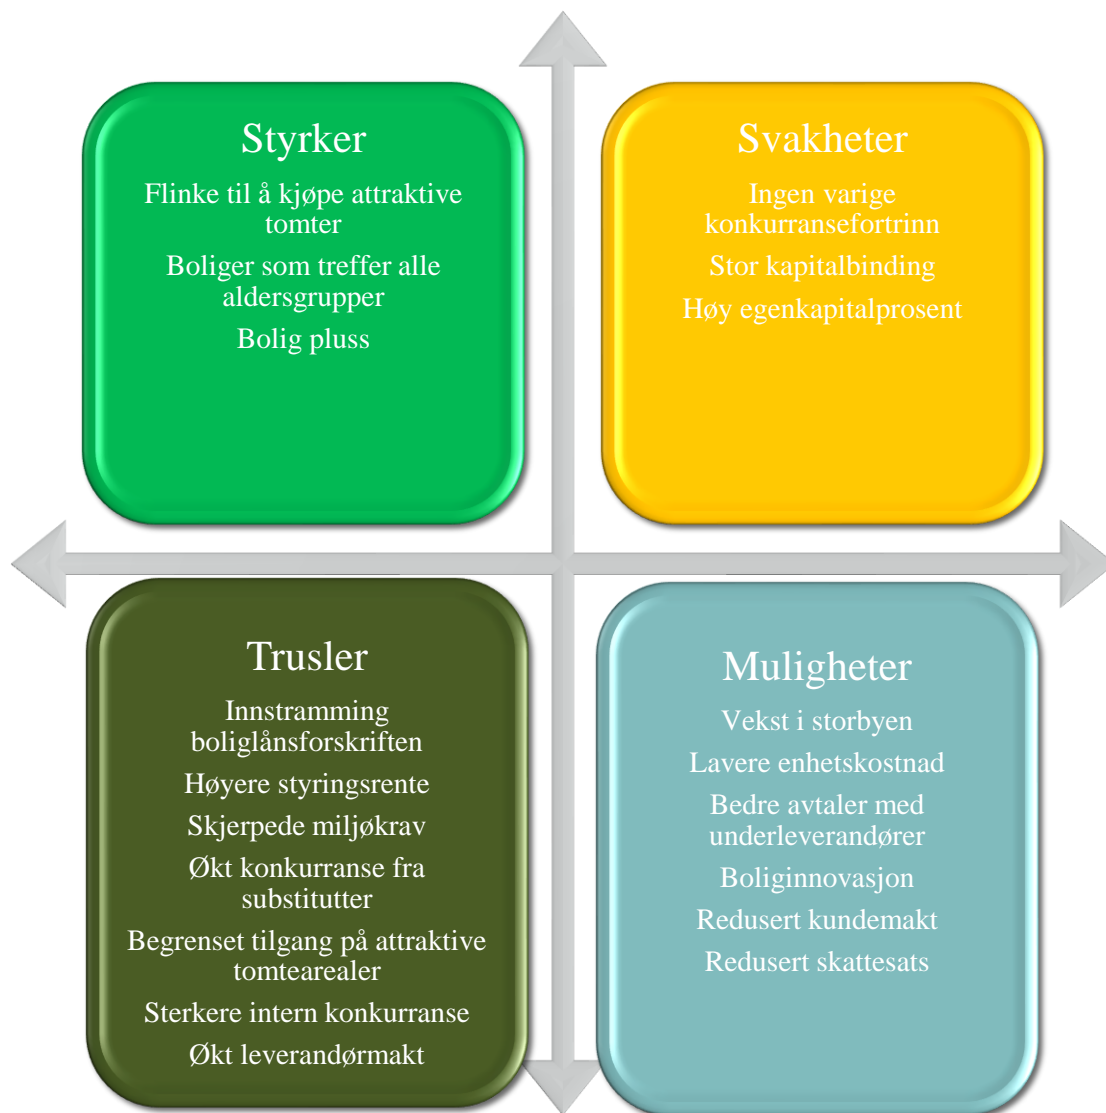 Styrker
Flinke til å kjøpe attraktive
tomter
Boliger som treffer alle
aldersgrupper
Bolig pluss
Svakheter
Ingen varige
konkurransefortrinn
Stor kapitalbinding
Høy egenkapitalprosent
Trusler
Innstramming
boliglånsforskriften
Høyere styringsrente
Skjerpede miljøkrav
Økt konkurranse fra
substitutter
Begrenset tilgang på attraktive
tomtearealer
Sterkere intern konkurranse
Økt leverandørmakt
Muligheter
Vekst i storbyen
Lavere enhetskostnad
Bedre avtaler med
underleverandører
Boliginnovasjon
Redusert kundemakt
Redusert skattesats